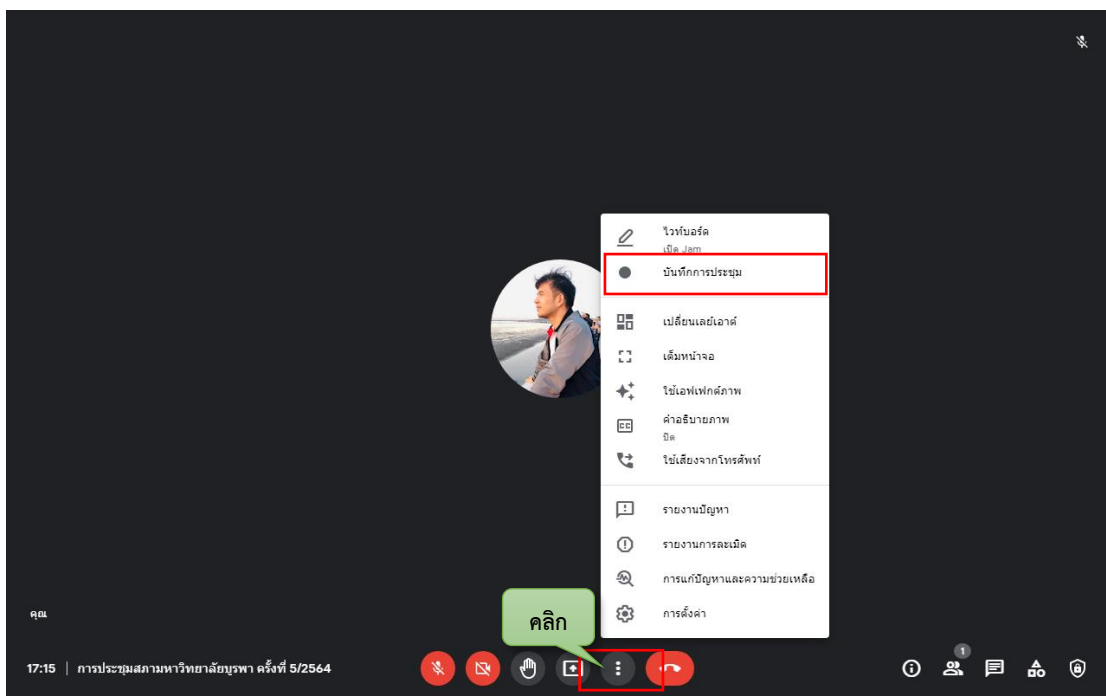 ไวท์บอร์ด
เปิด Jam
บันทึกการประชุม
เปลี่ยนเลย์เอาต์
เต็มหน้าจอ
ใช้เอฟเฟกต์ภาพ
CC
คำอธิบายภาพ
ปิด
ใช้เสียงจากโทรศัพท์
รายงานปัญหา
รายงานการละเมิด
การแก้ปัญหาและความช่วยเหลือ
การตั้งค่า
คุณ
คลิก
17:15 | การประชุมสภามหาวิทยาลัยบูรพา ครั้งที่ 5/2564
1